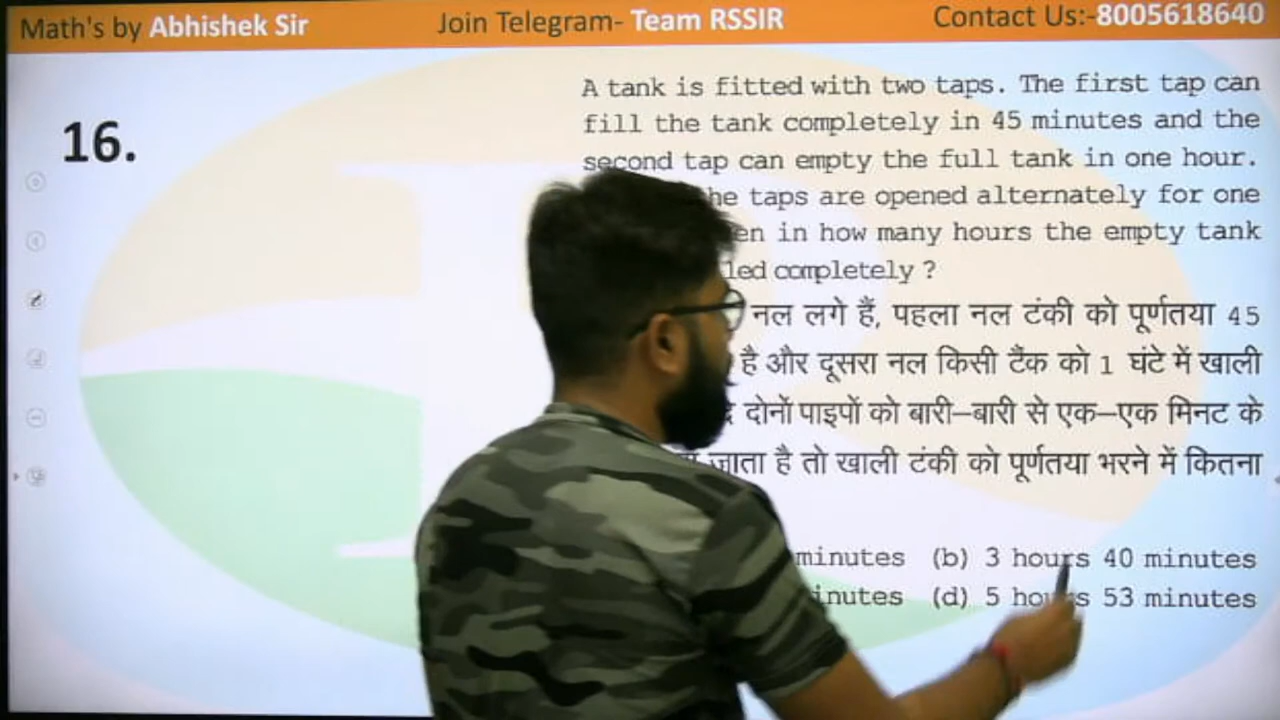 Math's by Abhishek Sir
Join Telegram- Team RSSIR
Contact Us:-8005618640
16.
A tank is fitted with two taps. The first tap can
fill the tank completely in 45 minutes and the
second tap can empty the full tank in one hour.
taps are opened alternately for one
in how many hours the empty tank
completely ?
नल लगे हैं, पहला नल टंकी को पूर्णतया 45
है और दूसरा नल किसी टैंक को 1 घंटे में खाली
दोनों पाइपों को बारी–बारी से एक–एक मिनट के
जाता है तो खाली टंकी को पूर्णतया भरने में कितना
minutes (b) 3 hours 40 minutes
(d) 5 hours 53 minutes